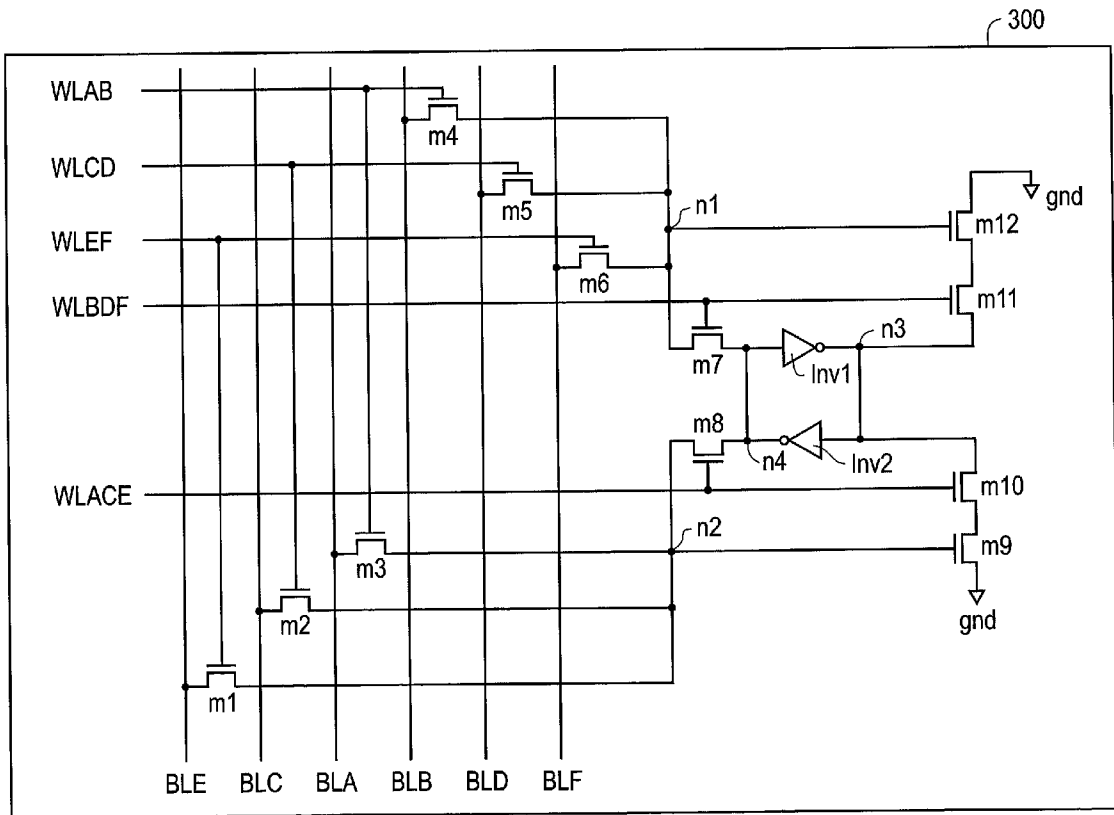 300
WLAB
m4
WLCD
m5
n1
gnd
m12
WLEF
m6
WLBDF
m11
n3
m7
Inv1
m8
n4
Inv2
WLACE
m10
n2
m9
m3
gnd
m2
m1
BLE BLC BLA BLB BLD BLF